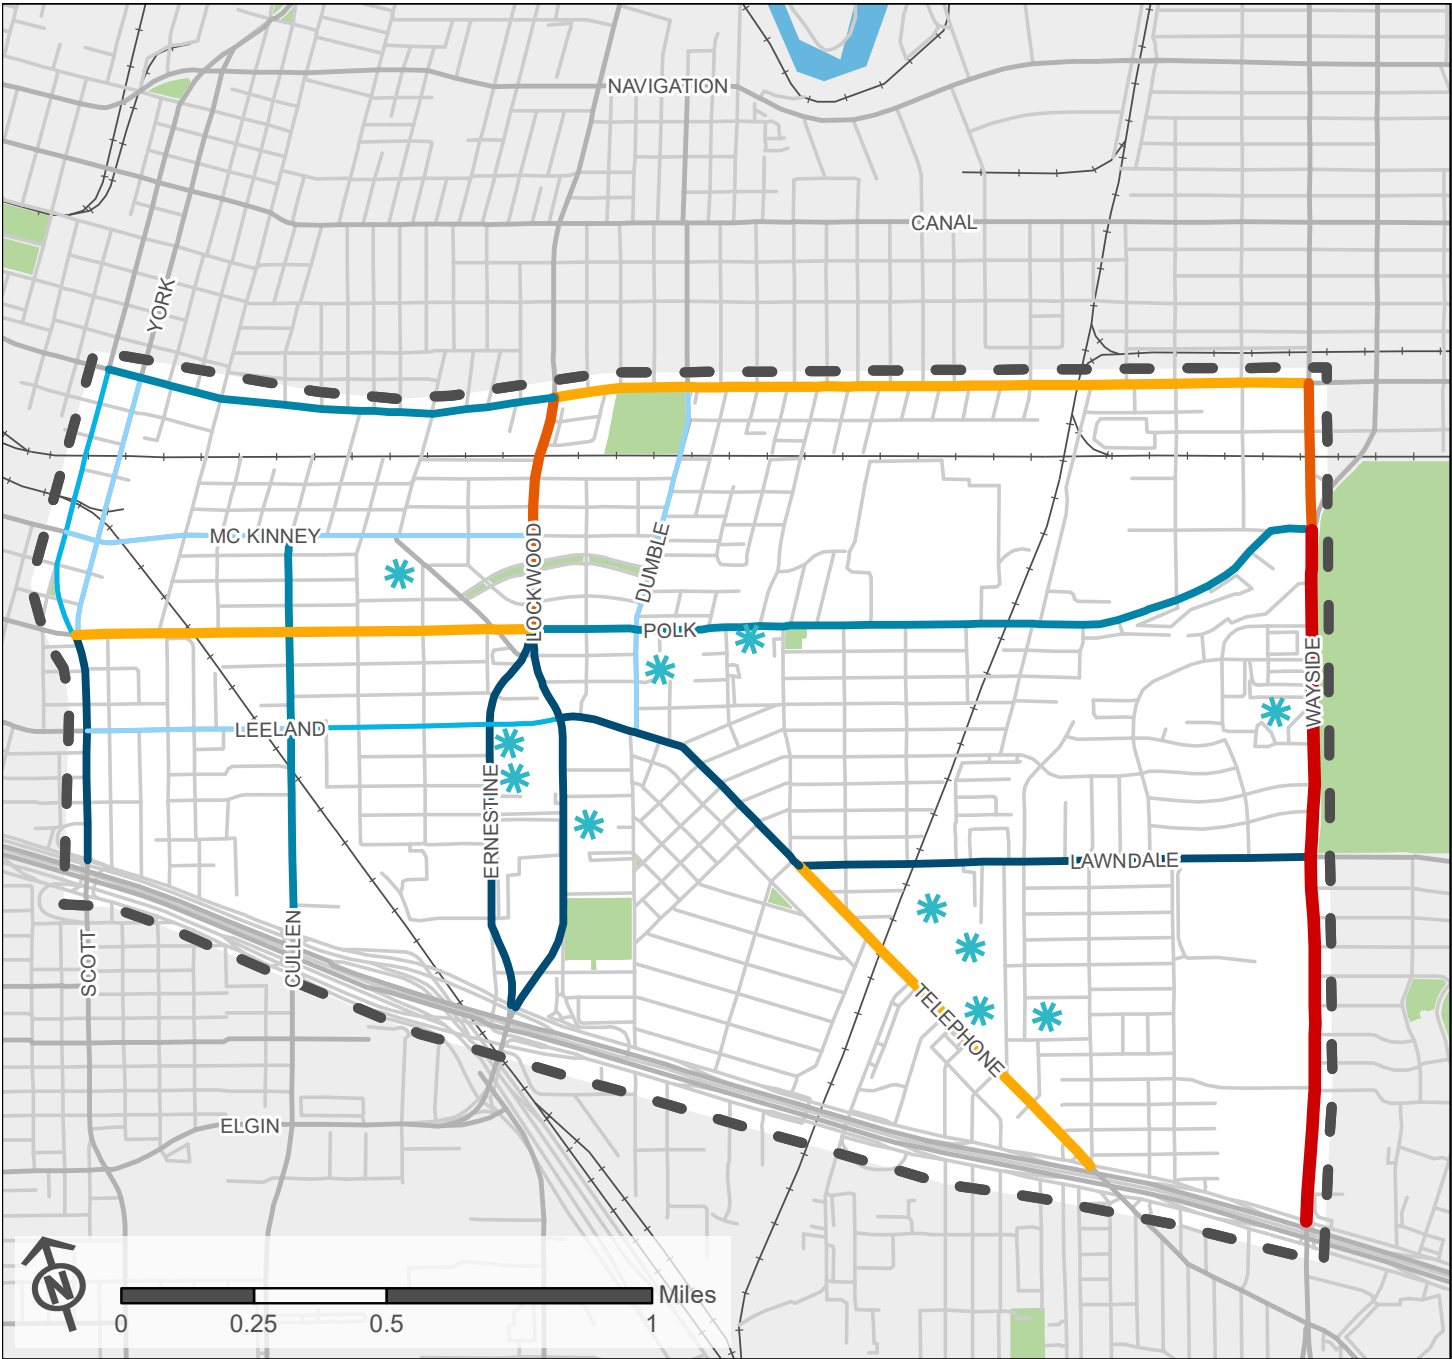 NAVIGATION
CANAL
YORK
MC KINNEY
LOCKWOOD
DUMBLE
POLK
WAYSIDE
LEELAND
ERNESTINE
LAWNDALE
SCOTT
CULLEN
TELEPHONE
ELGIN
N
Miles
0 0.25 0.5 1